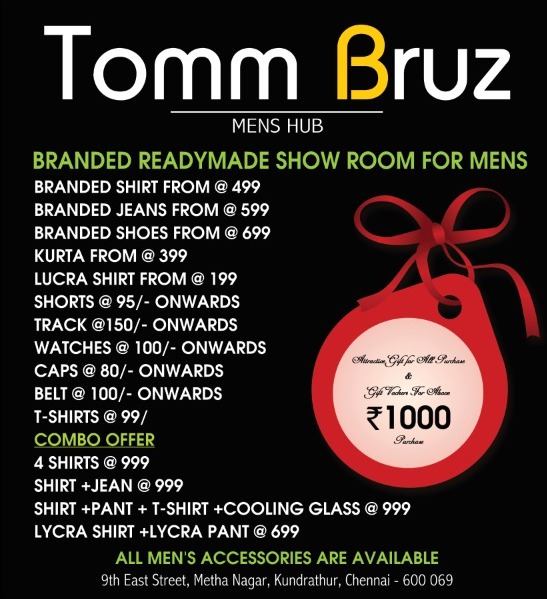 Tomm Bruz
MENS HUB
BRANDED READYMADE SHOW ROOM FOR MENS
BRANDED SHIRT FROM @ 499
BRANDED JEANS FROM @ 599
BRANDED SHOES FROM @ 699
KURTA FROM @ 399
LUCRA SHIRT FROM @ 199
SHORTS @ 95/- ONWARDS
TRACK @150/- ONWARDS
WATCHES @ 100/- ONWARDS
CAPS @ 80/- ONWARDS
BELT @ 100/- ONWARDS
T-SHIRTS @ 99/
COMBO OFFER
4 SHIRTS @ 999
SHIRT +JEAN @ 999
SHIRT +PANT + T-SHIRT +COOLING GLASS @ 999
LYCRA SHIRT +LYCRA PANT @ 699
Attractive Gift for All Purchase
&
Gift Vochers For Above
₹1000
Purchase
ALL MEN'S ACCESSORIES ARE AVAILABLE
9th East Street, Metha Nagar, Kundrathur, Chennai - 600 069